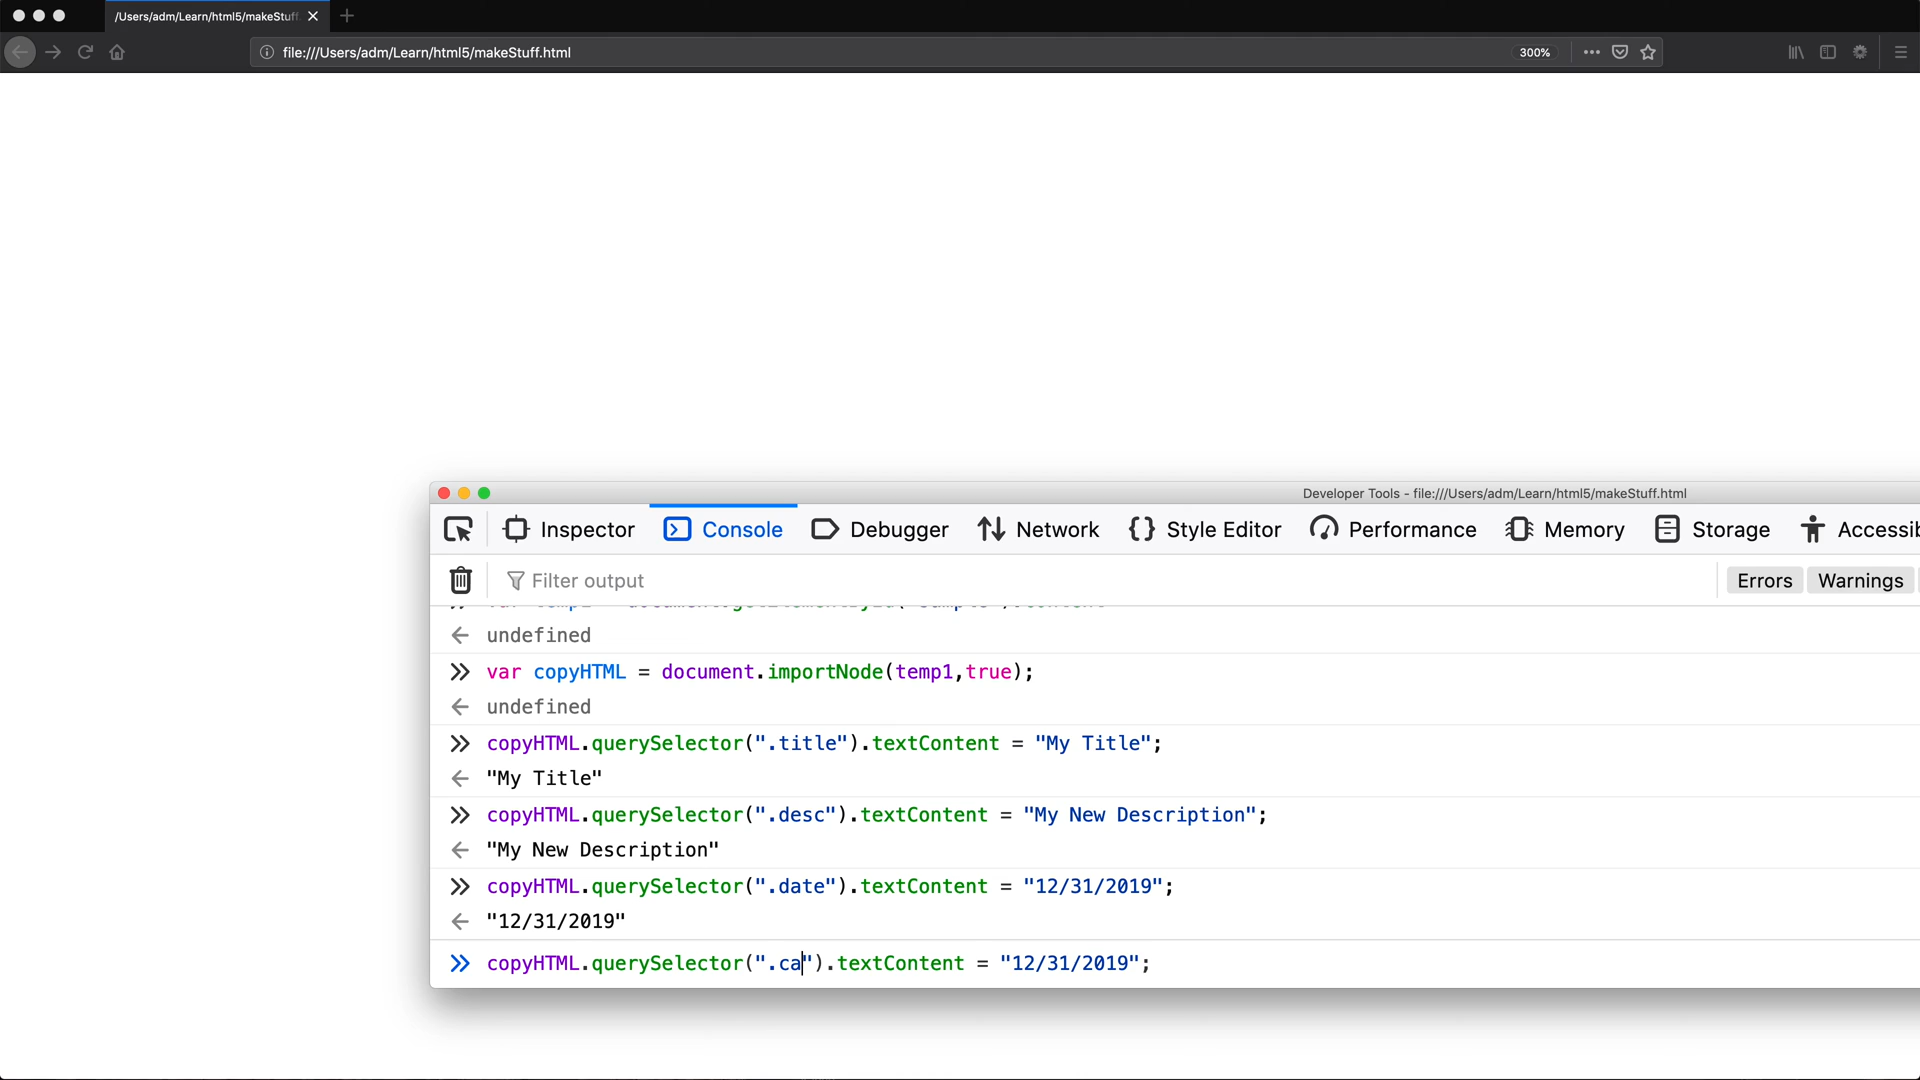 /Users/adm/Learn/html5/makeStuff
file:///Users/adm/Learn/html5/makeStuff.html 300%
Developer Tools - file:///Users/adm/Learn/html5/makeStuff.html
Inspector Console Debugger Network Style Editor Performance Memory Storage Accessib
Filter output Errors Warnings
undefined
var copyHTML = document.importNode(temp1,true);
undefined
copyHTML.querySelector(".title").textContent = "My Title";
"My Title"
copyHTML.querySelector(".desc").textContent = "My New Description";
"My New Description"
copyHTML.querySelector(".date").textContent = "12/31/2019";
"12/31/2019"
copyHTML.querySelector(".ca").textContent = "12/31/2019";